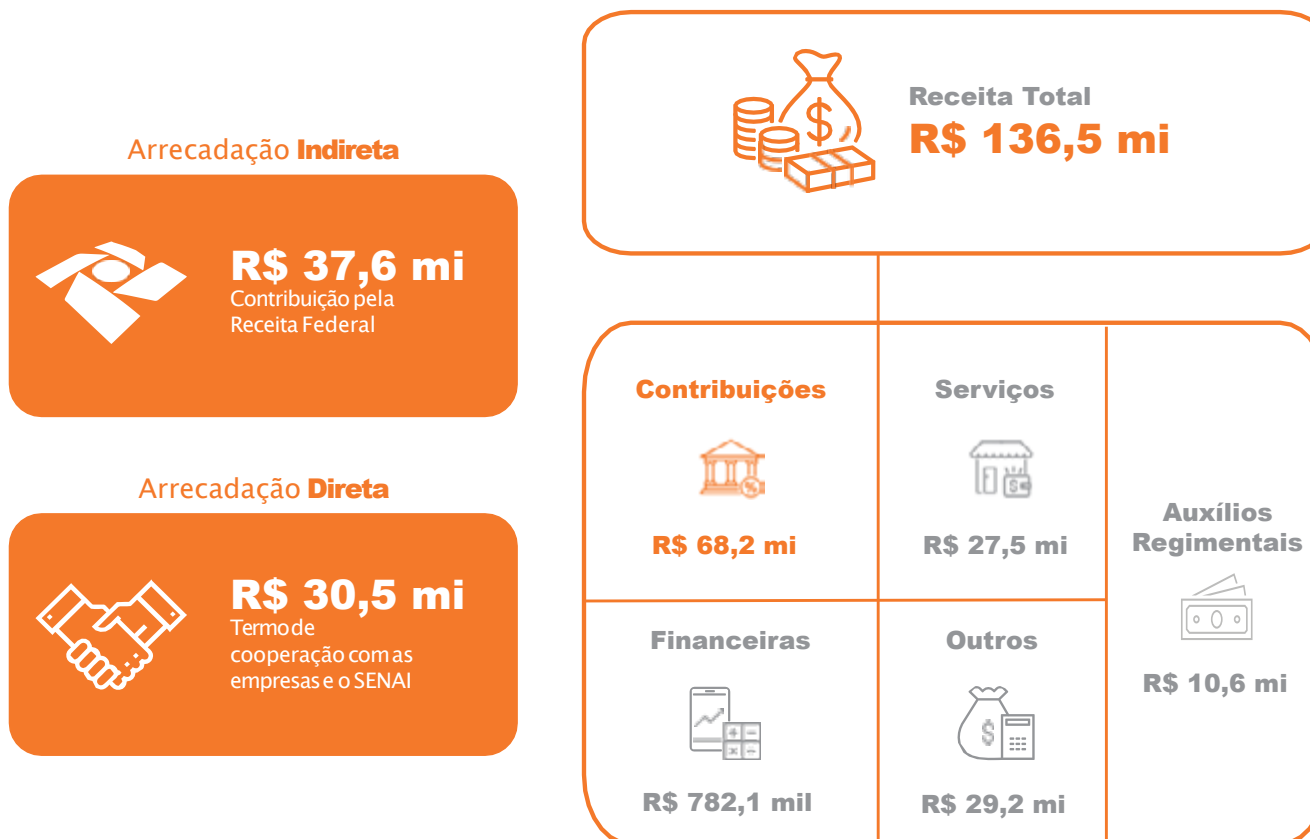 Arrecadação Indireta
R$ 37,6 mi
Contribuição pela
Receita Federal
Arrecadação Direta
R$ 30,5 mi
Termo de
cooperação com as
empresas e o SENAI
Receita Total
R$ 136,5 mi
Contribuições
R$ 68,2 mi
Serviços
R$ 27,5 mi
Financeiras
R$ 782,1 mil
Outros
R$ 29,2 mi
Auxílios
Regimentais
R$ 10,6 mi